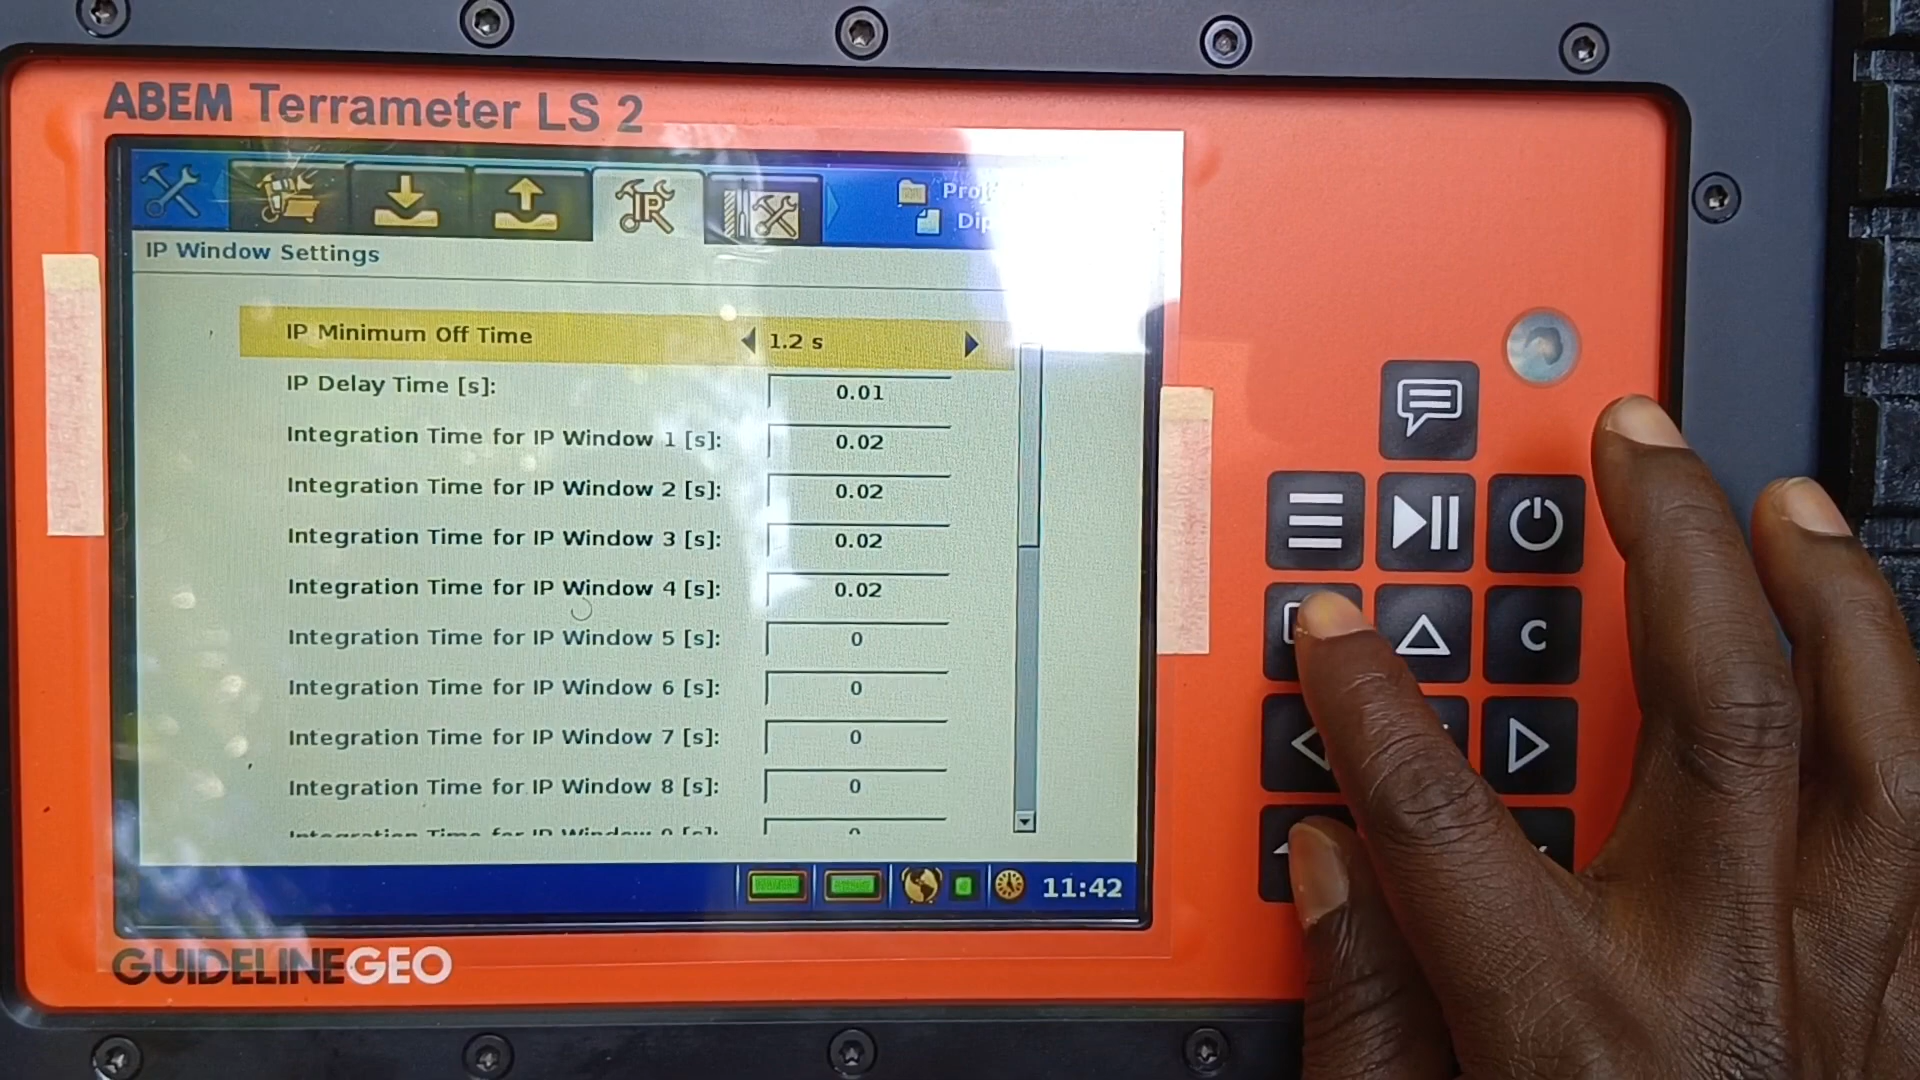 ABEM Terrameter LS 2
IP
IP Window Settings
IP Minimum Off Time 1.2 s
IP Delay Time [s]: 0.01
Integration Time for IP Window 1 [s]: 0.02
Integration Time for IP Window 2 [s]: 0.02
Integration Time for IP Window 3 [s]: 0.02
Integration Time for IP Window 4 [s]: 0.02
Integration Time for IP Window 5 [s]: 0
Integration Time for IP Window 6 [s]: 0
Integration Time for IP Window 7 [s]: 0
Integration Time for IP Window 8 [s]: 0
11:42
GUIDELINEGEO
C